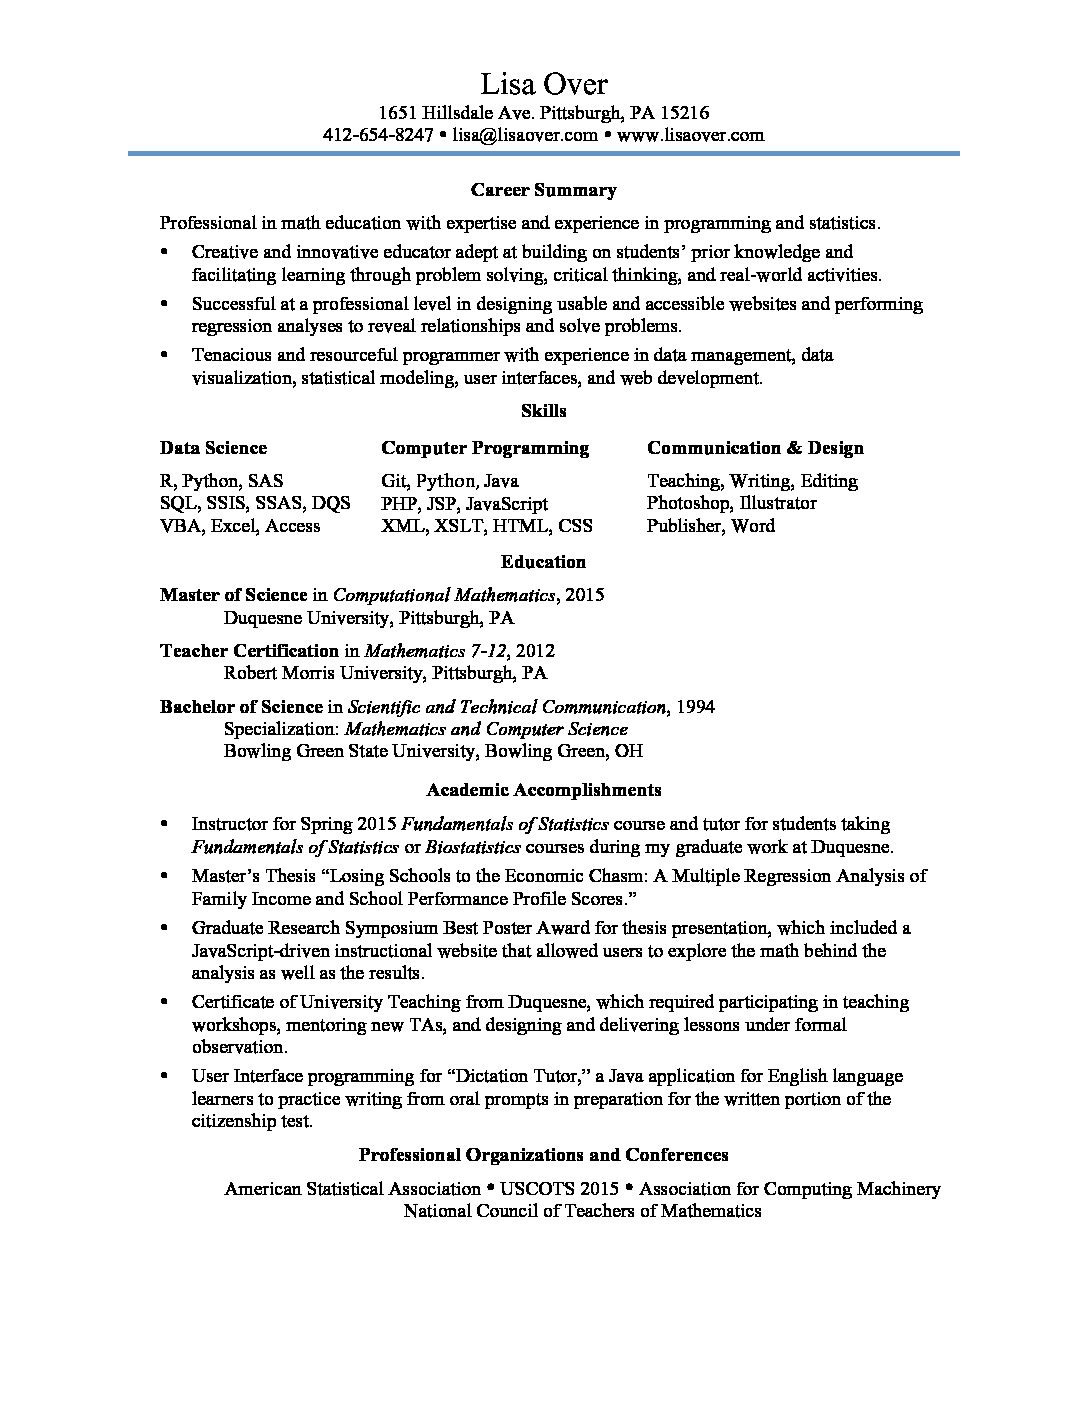 Lisa Over
1651 Hillsdale Ave. Pittsburgh, PA 15216
412-654-8247 • lisa@lisaover.com • www.lisaover.com
Career Summary
Professional in math education with expertise and experience in programming and statistics.
• Creative and innovative educator adept at building on students’ prior knowledge and
facilitating learning through problem solving, critical thinking, and real-world activities.
• Successful at a professional level in designing usable and accessible websites and performing
regression analyses to reveal relationships and solve problems.
• Tenacious and resourceful programmer with experience in data management, data
visualization, statistical modeling, user interfaces, and web development.
Skills
Data Science Computer Programming Communication & Design
R, Python, SAS Git, Python, Java Teaching, Writing, Editing
SQL, SSIS, SSAS, DQS PHP, JSP, JavaScript Photoshop, Illustrator
VBA, Excel, Access XML, XSLT, HTML, CSS Publisher, Word
Education
Master of Science in Computational Mathematics, 2015
Duquesne University, Pittsburgh, PA
Teacher Certification in Mathematics 7-12, 2012
Robert Morris University, Pittsburgh, PA
Bachelor of Science in Scientific and Technical Communication, 1994
Specialization: Mathematics and Computer Science
Bowling Green State University, Bowling Green, OH
Academic Accomplishments
• Instructor for Spring 2015 Fundamentals of Statistics course and tutor for students taking
Fundamentals of Statistics or Biostatistics courses during my graduate work at Duquesne.
• Master’s Thesis “Losing Schools to the Economic Chasm: A Multiple Regression Analysis of
Family Income and School Performance Profile Scores.”
• Graduate Research Symposium Best Poster Award for thesis presentation, which included a
JavaScript-driven instructional website that allowed users to explore the math behind the
analysis as well as the results.
• Certificate of University Teaching from Duquesne, which required participating in teaching
workshops, mentoring new TAs, and designing and delivering lessons under formal
observation.
• User Interface programming for “Dictation Tutor,” a Java application for English language
learners to practice writing from oral prompts in preparation for the written portion of the
citizenship test.
Professional Organizations and Conferences
American Statistical Association • USCOTS 2015 • Association for Computing Machinery
National Council of Teachers of Mathematics